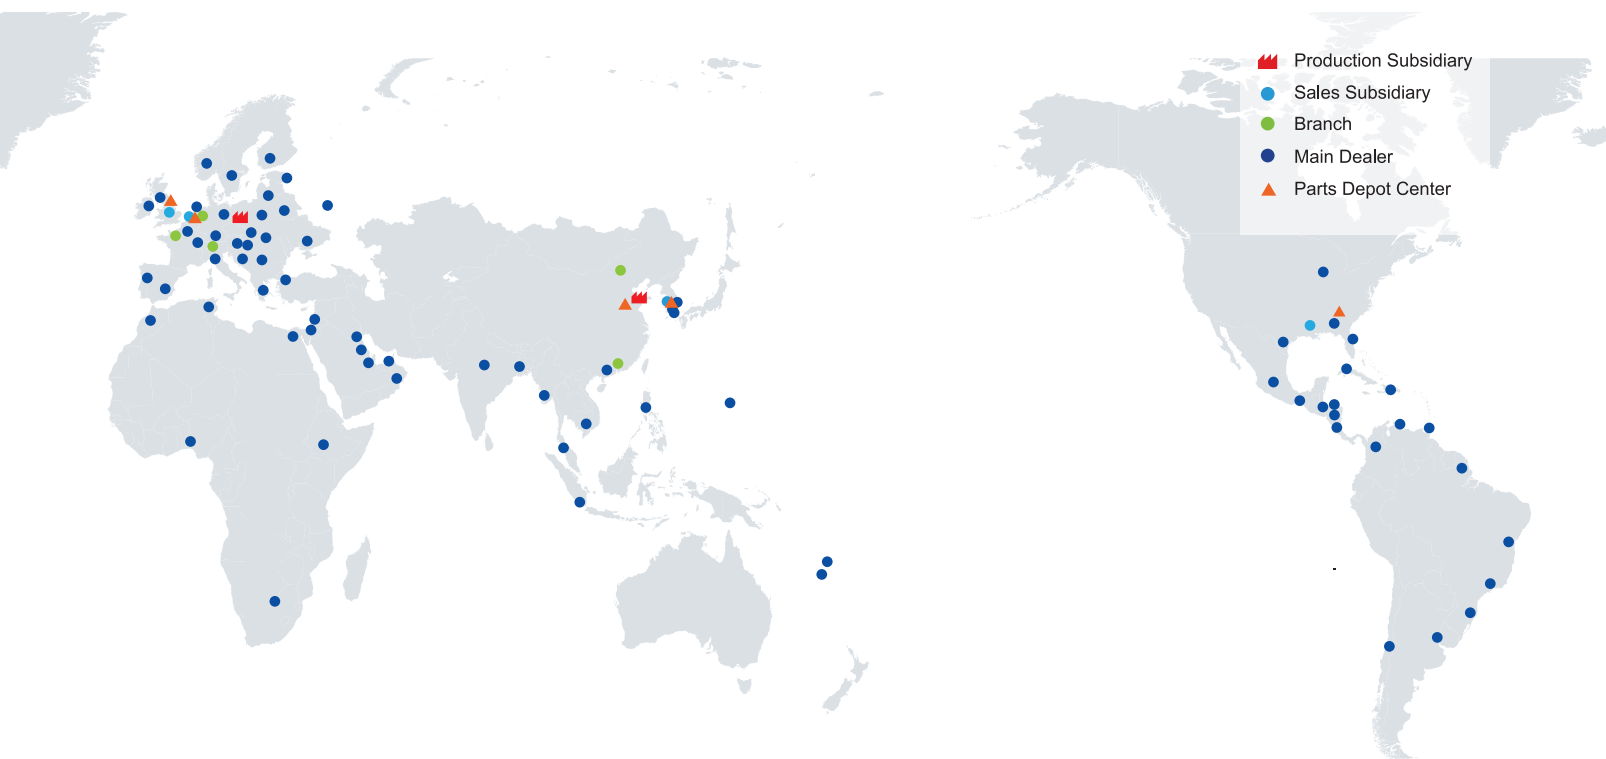 Production Subsidiary
Sales Subsidiary
Branch
Main Dealer
Parts Depot Center